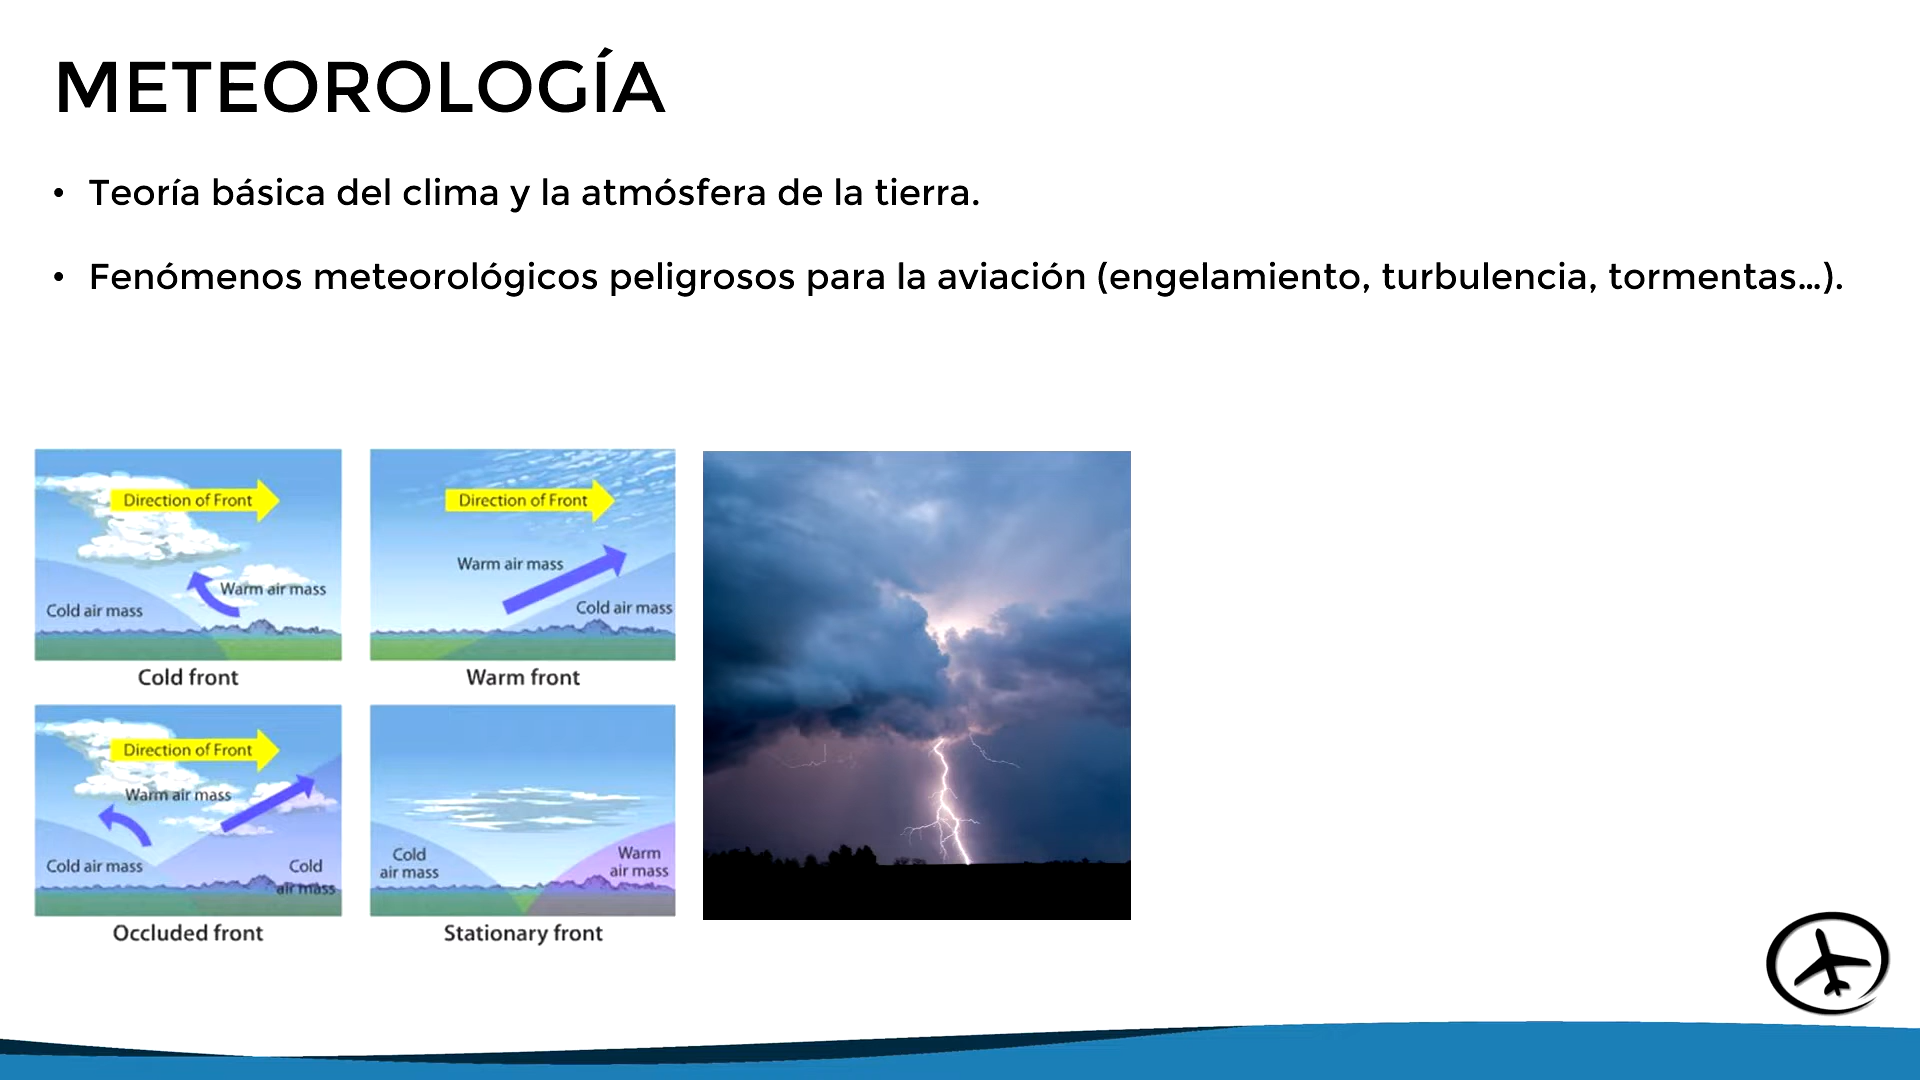 METEOROLOGÍA
• Teoría básica del clima y la atmósfera de la tierra.
• Fenómenos meteorológicos peligrosos para la aviación (engelamiento, turbulencia, tormentas...).
Direction of Front
Warm air mass
Cold air mass
Cold front
Direction of Front
Warm air mass
Cold air mass
Warm front
Direction of Front
Warm air mass
Cold air mass
Cold
air mass
Occluded front
Cold
air mass
Warm
air mass
Stationary front